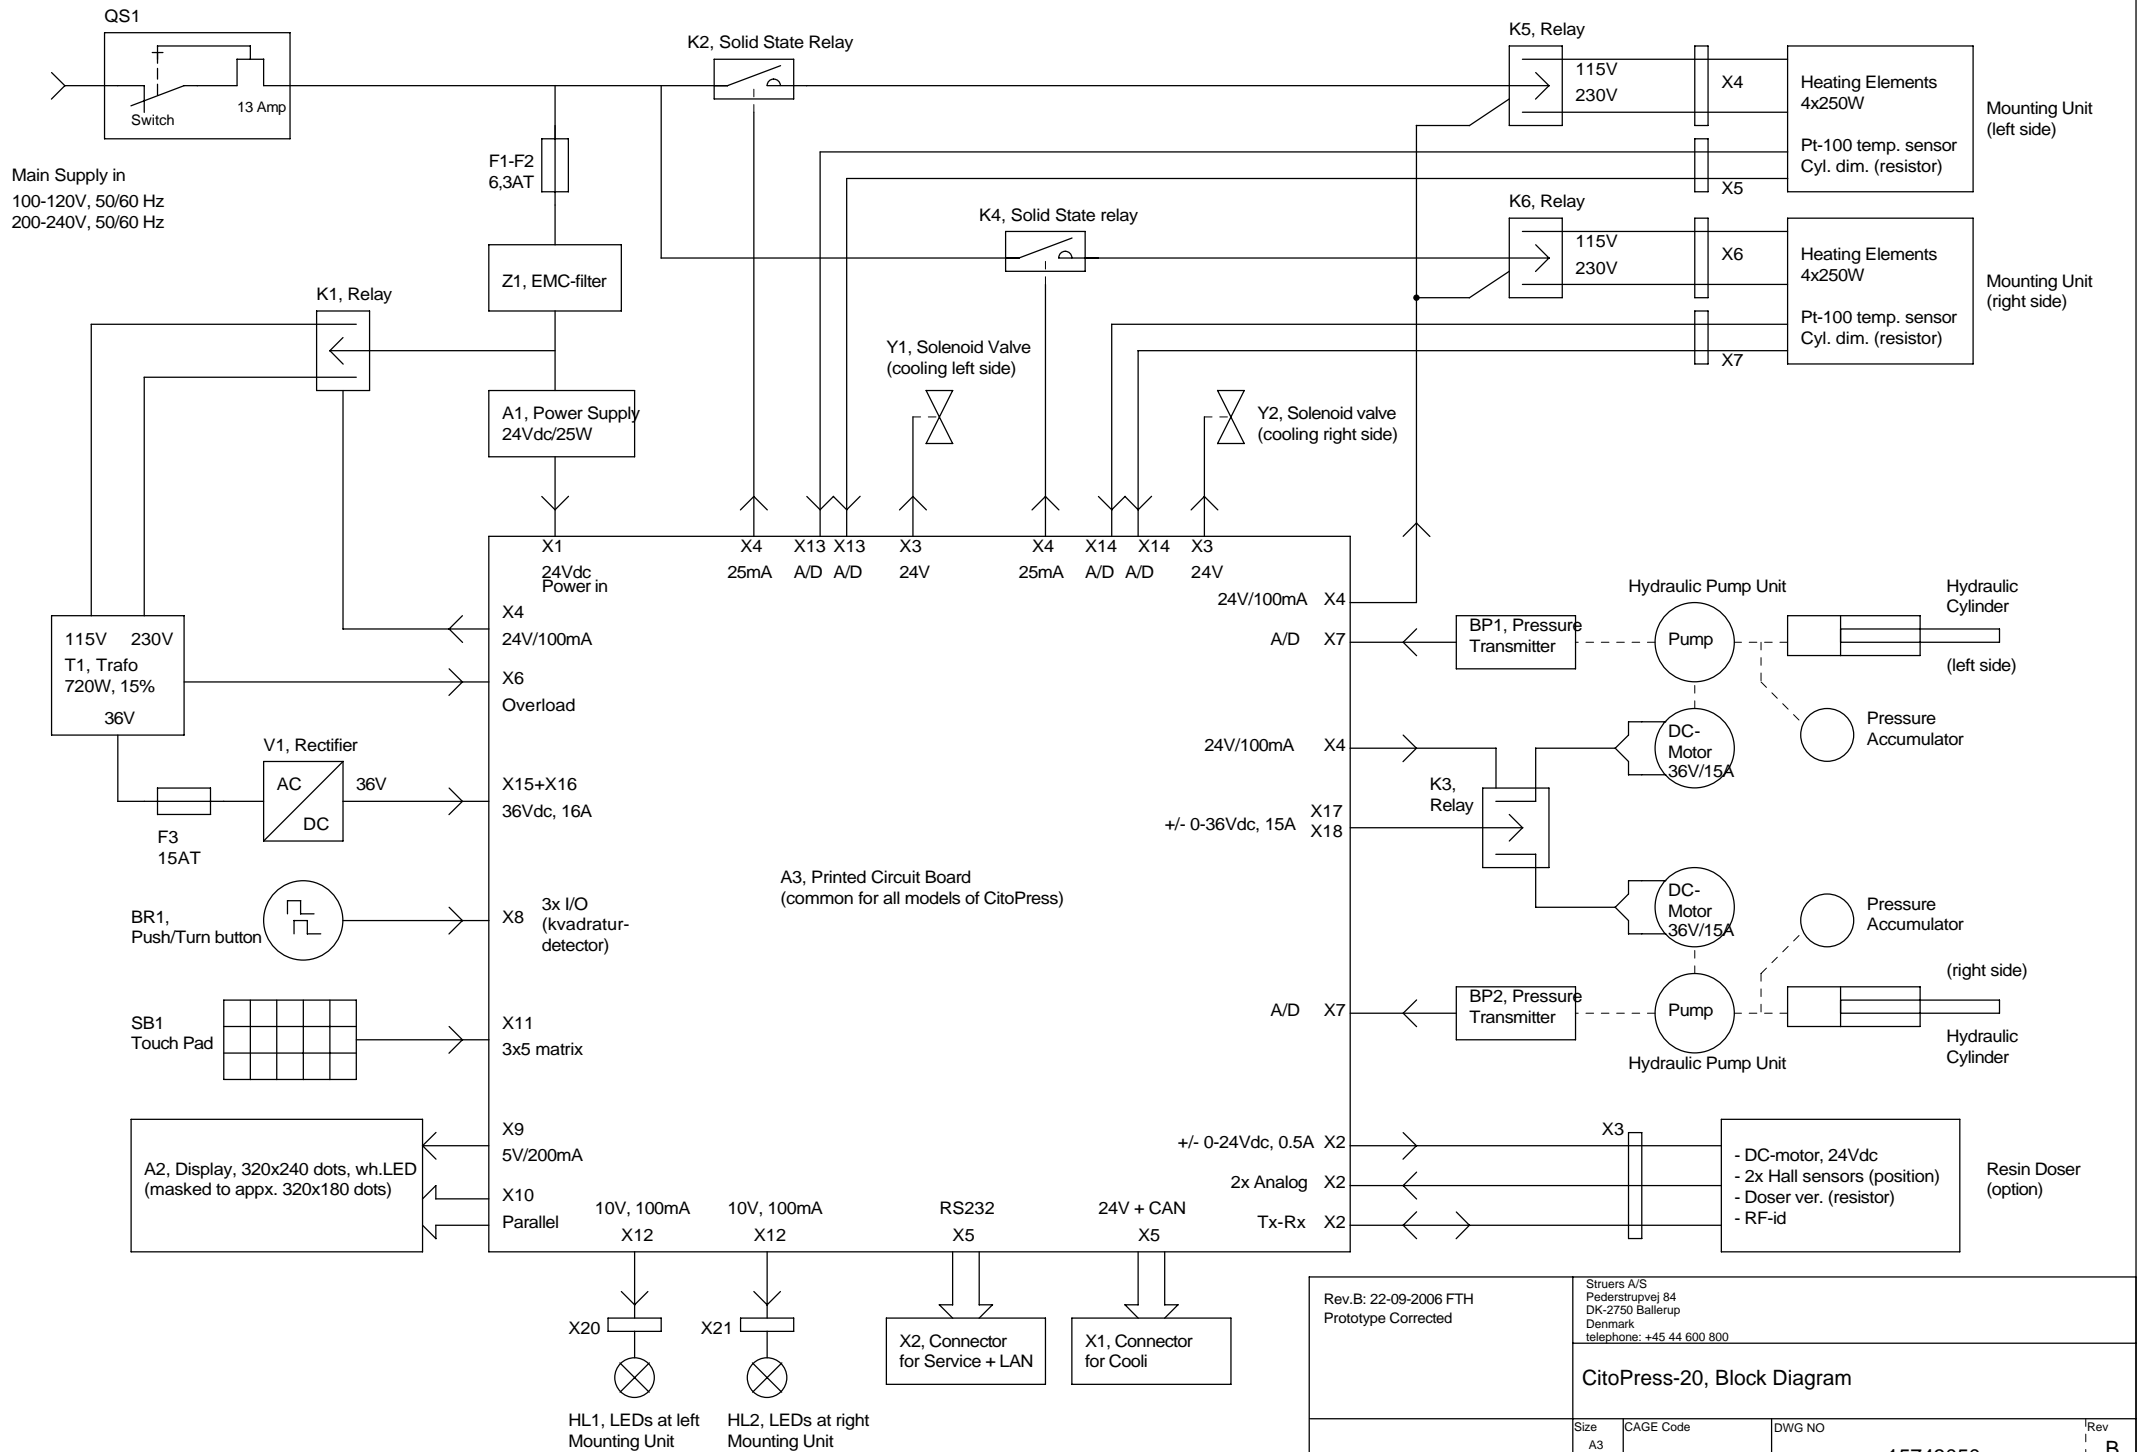 QS1
Switch
13 Amp
Main Supply in
100-120V, 50/60 Hz
200-240V, 50/60 Hz
K2, Solid State Relay
F1-F2
6,3AT
Z1, EMC-filter
K1, Relay
A1, Power Supply
24Vdc/25W
K4, Solid State relay
Y1, Solenoid Valve
(cooling left side)
Y2, Solenoid valve
(cooling right side)
K5, Relay
115V
230V
X4
X5
Heating Elements
4x250W
Pt-100 temp. sensor
Cyl. dim. (resistor)
Mounting Unit
(left side)
K6, Relay
115V
230V
X6
X7
Heating Elements
4x250W
Pt-100 temp. sensor
Cyl. dim. (resistor)
Mounting Unit
(right side)
X1
24Vdc
Power in
X4
25mA
X13 X13
A/D A/D
X3
24V
X4
25mA
X14 X14
A/D A/D
X3
24V
X4
24V/100mA
X6
Overload
115V 230V
T1, Trafo
720W, 15%
36V
V1, Rectifier
AC
DC
36V
F3
15AT
X15+X16
36Vdc, 16A
BR1,
Push/Turn button
X8
3x I/O
(kvadratur-
detector)
SB1
Touch Pad
X11
3x5 matrix
A2, Display, 320x240 dots, wh.LED
(masked to appx. 320x180 dots)
X9
5V/200mA
X10
Parallel
A3, Printed Circuit Board
(common for all models of CitoPress)
24V/100mA X4
A/D X7
BP1, Pressure
Transmitter
Hydraulic Pump Unit
Pump
Hydraulic
Cylinder
(left side)
Pressure
Accumulator
DC-
Motor
36V/15A
24V/100mA X4
K3,
Relay
+/- 0-36Vdc, 15A
X17
X18
DC-
Motor
36V/15A
Pressure
Accumulator
(right side)
A/D X7
BP2, Pressure
Transmitter
Pump
Hydraulic Pump Unit
Hydraulic
Cylinder
+/- 0-24Vdc, 0.5A X2
2x Analog X2
Tx-Rx X2
X3
- DC-motor, 24Vdc
- 2x Hall sensors (position)
- Doser ver. (resistor)
- RF-id
Resin Doser
(option)
10V, 100mA
X12
10V, 100mA
X12
RS232
X5
24V + CAN
X5
X20
X21
X2, Connector
for Service + LAN
X1, Connector
for Cooli
HL1, LEDs at left
Mounting Unit
HL2, LEDs at right
Mounting Unit
Rev.B: 22-09-2006 FTH
Prototype Corrected
Struers A/S
Pederstrupvej 84
DK-2750 Ballerup
Denmark
telephone: +45 44 600 800
CitoPress-20, Block Diagram
Size
A3
CAGE Code
DWG NO
Rev
B